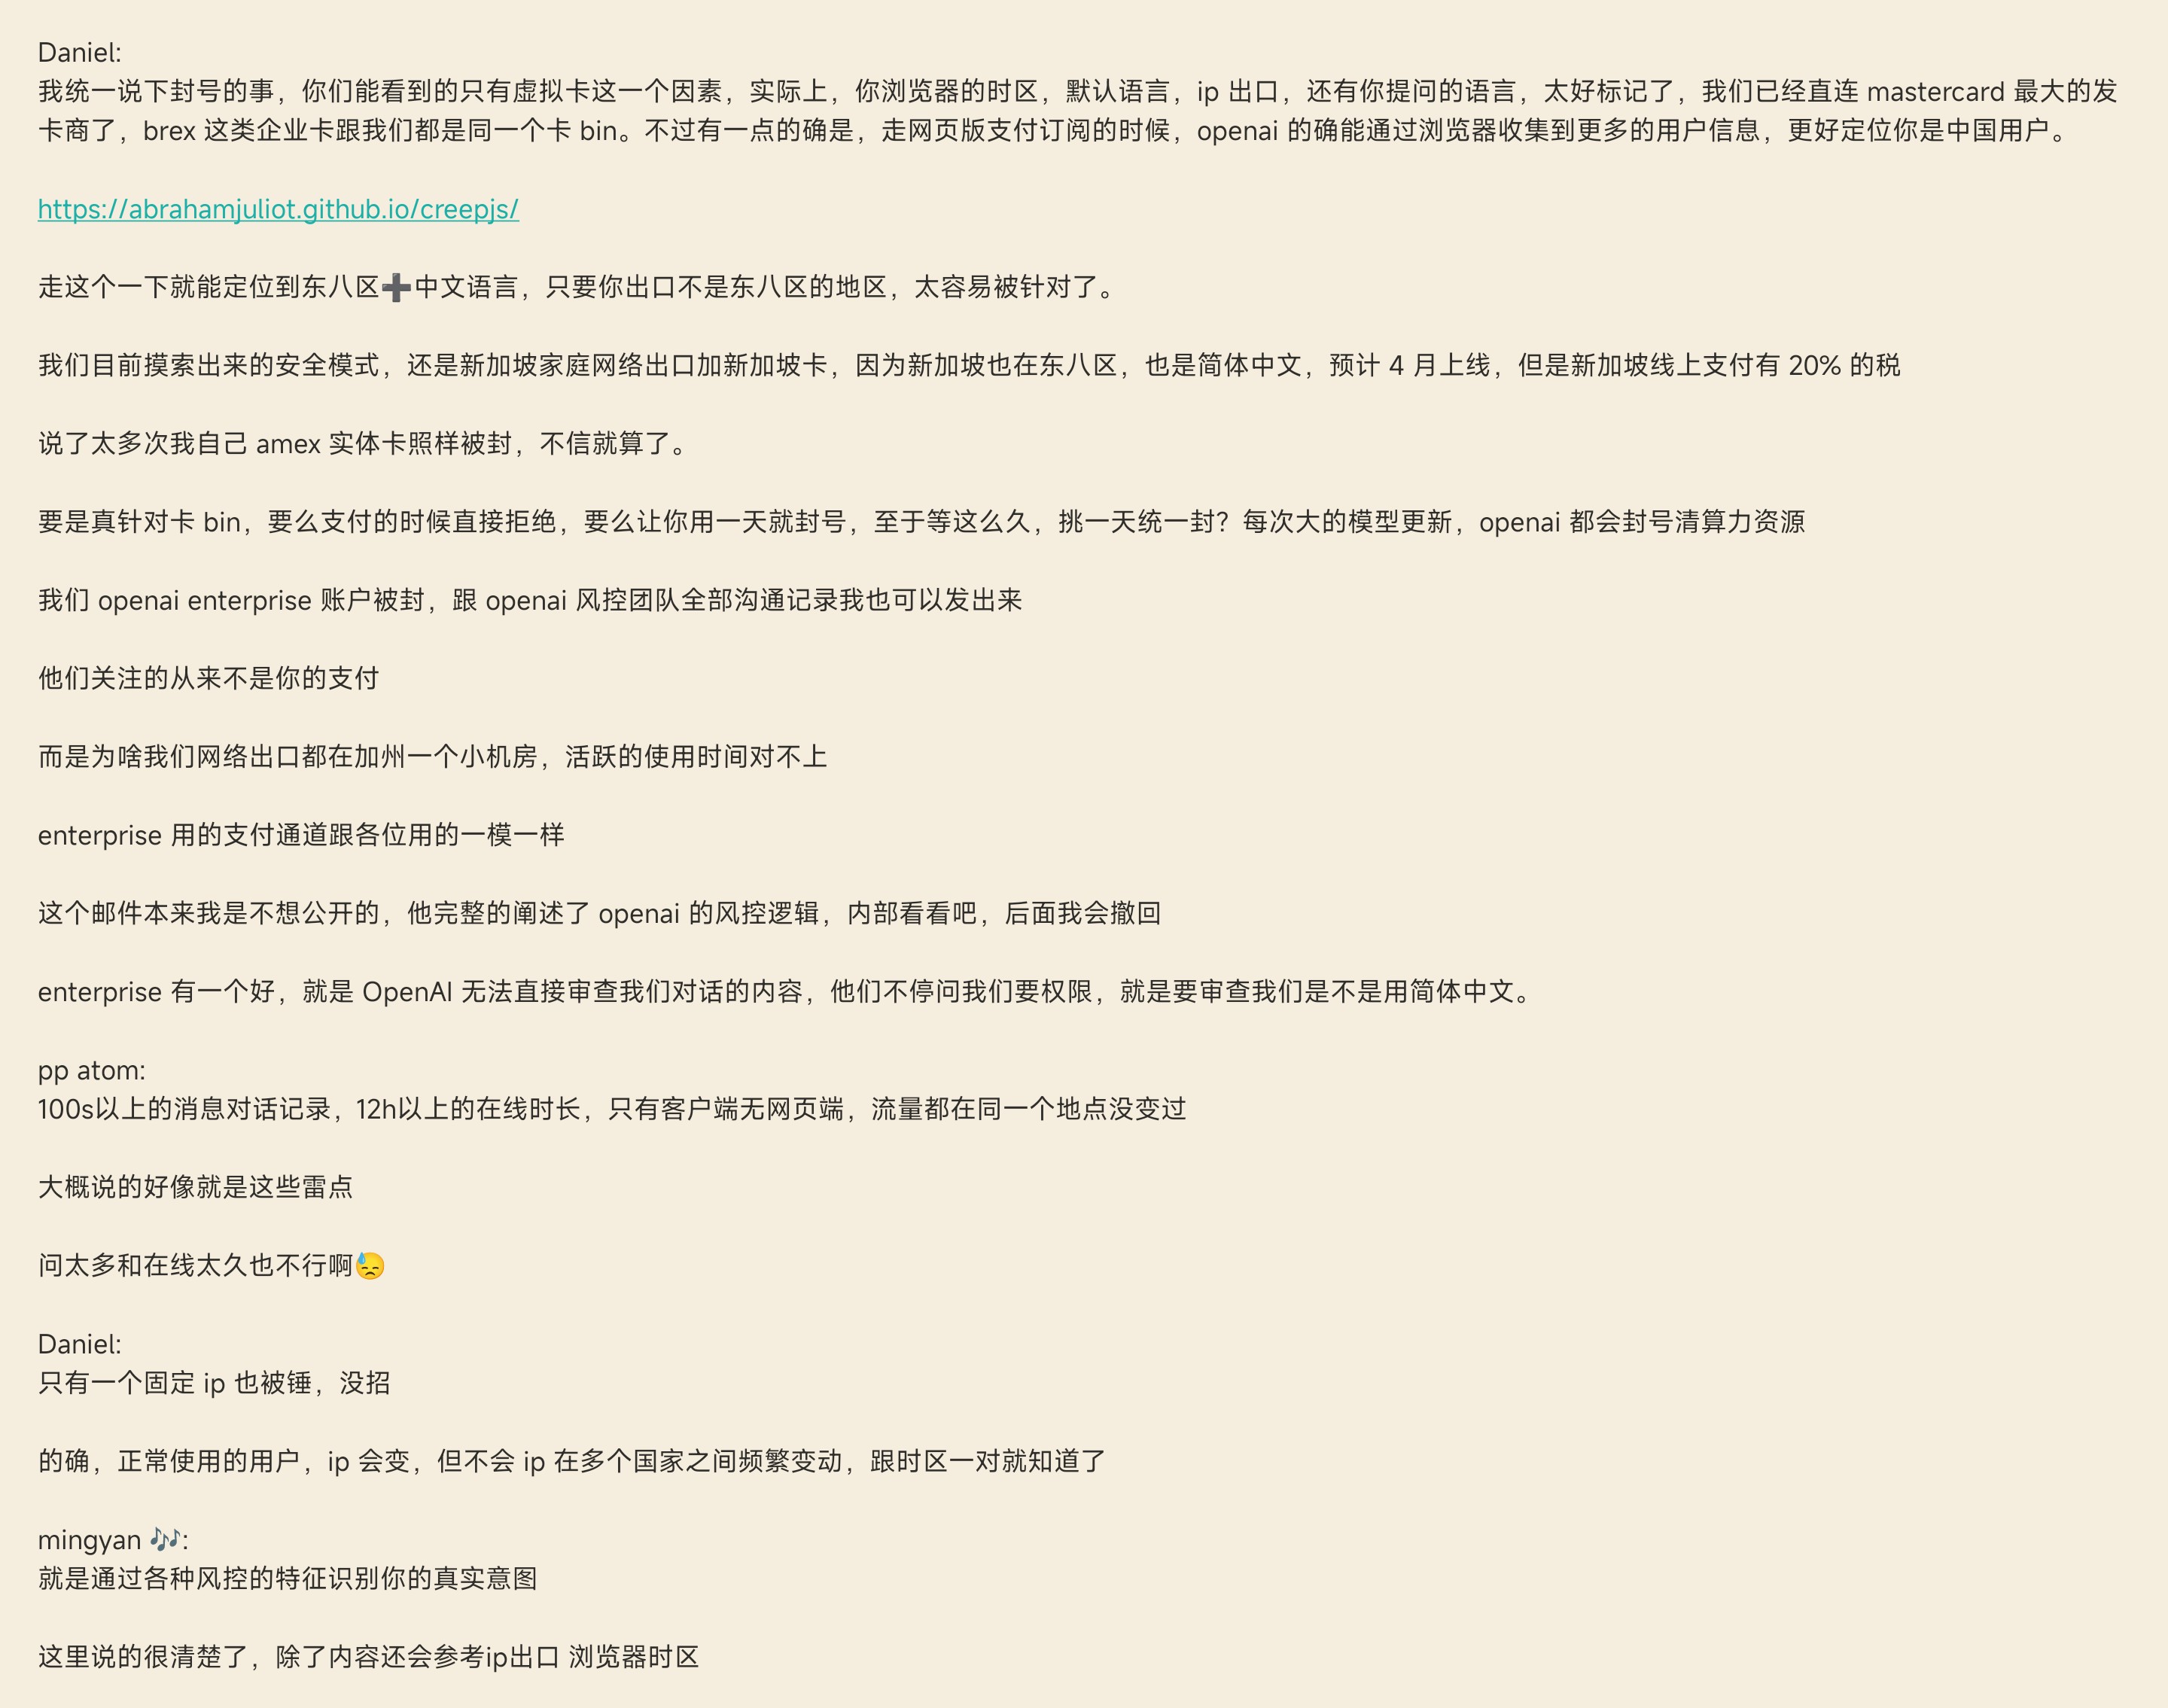 Daniel:
我统一说下封号的事，你们能看到的只有虚拟卡这一个因素，实际上，你浏览器的时区，默认语言，ip 出口，还有你提问的语言，太好标记了，我们已经直连 mastercard 最大的发
卡商了，brex 这类企业卡跟我们都是同一个卡 bin。不过有一点的确是，走网页版支付订阅的时候，openai 的确能通过浏览器收集到更多的用户信息，更好定位你是中国用户。
https://abrahamjuliot.github.io/creepjs/
走这个一下就能定位到东八区➕中文语言，只要你出口不是东八区的地区，太容易被针对了。
我们目前摸索出来的安全模式，还是新加坡家庭网络出口加新加坡卡，因为新加坡也在东八区，也是简体中文，预计 4 月上线，但是新加坡线上支付有 20% 的税
说了太多次我自己 amex 实体卡照样被封，不信就算了。
要是真针对卡 bin，要么支付的时候直接拒绝，要么让你用一天就封号，至于等这么久，挑一天统一封？每次大的模型更新，openai 都会封号清算力资源
我们 openai enterprise 账户被封，跟 openai 风控团队全部沟通记录我也可以发出来
他们关注的从来不是你的支付
而是为啥我们网络出口都在加州一个小机房，活跃的使用时间对不上
enterprise 用的支付通道跟各位用的一模一样
这个邮件本来我是不想公开的，他完整的阐述了 openai 的风控逻辑，内部看看吧，后面我会撤回
enterprise 有一个好，就是 OpenAI 无法直接审查我们对话的内容，他们不停问我们要权限，就是要审查我们是不是用简体中文。
pp atom:
100s以上的消息对话记录，12h以上的在线时长，只有客户端无网页端，流量都在同一个地点没变过
大概说的好像就是这些雷点
问太多和在线太久也不行啊😓
Daniel:
只有一个固定 ip 也被锤，没招
的确，正常使用的用户，ip 会变，但不会 ip 在多个国家之间频繁变动，跟时区一对就知道了
mingyan 🎶:
就是通过各种风控的特征识别你的真实意图
这里说的很清楚了，除了内容还会参考ip出口 浏览器时区